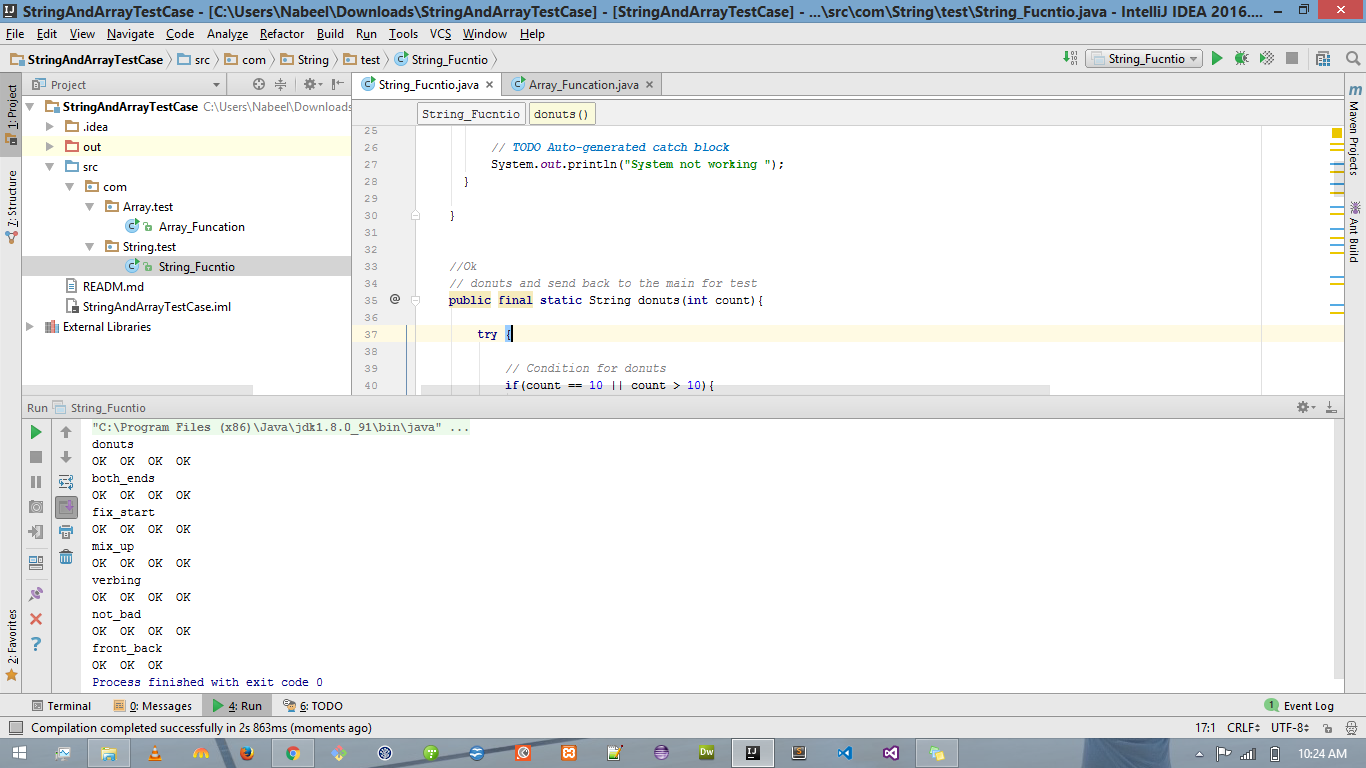 StringAndArrayTestCase - [C:\Users\Nabeel\Downloads\StringAndArrayTestCase] - [StringAndArrayTestCase] - ...\src\com\String\test\String_Fucntio.java - IntelliJ IDEA 2016....
File Edit View Navigate Code Analyze Refactor Build Run Tools VCS Window Help
StringAndArrayTestCase src com String test String_Fucntio String_Fucntio
Project String_Fucntio.java Array_Funcation.java
1: Project
7: Structure
2: Favorites
StringAndArrayTestCase C:\Users\Nabeel\Downloads
.idea
out
src
com
Array.test
Array_Funcation
String.test
String_Fucntio
READM.md
StringAndArrayTestCase.iml
External Libraries
String_Fucntio donuts()
25
26 // TODO Auto-generated catch block
27 System.out.println("System not working ");
28 }
29
30 }
31
32
33 //Ok
34 // donuts and send back to the main for test
35 @ public final static String donuts(int count){
36
37 try {
38
39 // Condition for donuts
40 if(count == 10 || count > 10){
Maven Projects
Ant Build
Run String_Fucntio
"C:\Program Files (x86)\Java\jdk1.8.0_91\bin\java" ...
donuts
OK OK OK OK
both_ends
OK OK OK OK
fix_start
OK OK OK OK
mix_up
OK OK OK OK
verbing
OK OK OK OK
not_bad
OK OK OK OK
front_back
OK OK OK
Process finished with exit code 0
Terminal 0: Messages 4: Run 6: TODO 1 Event Log
Compilation completed successfully in 2s 863ms (moments ago) 17:1 CRLF UTF-8
Dw IJ 10:24 AM